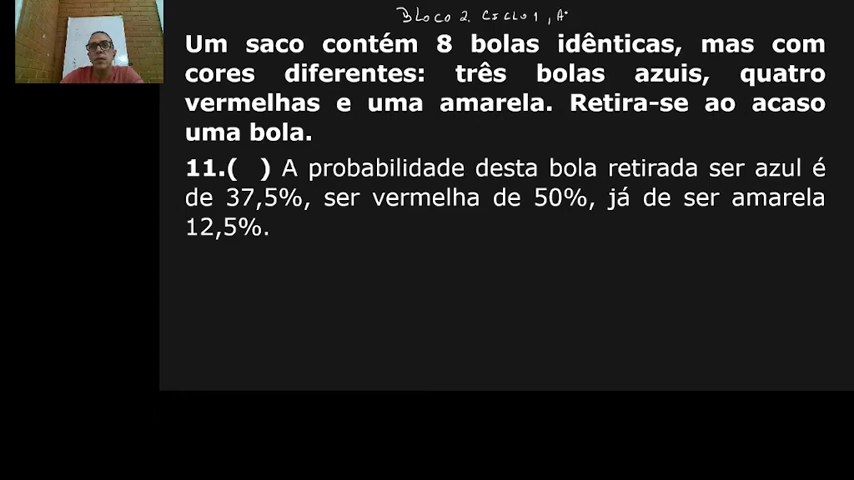 BLOCO 2. CICLO 1, A.
Um saco contém 8 bolas idênticas, mas com
cores diferentes: três bolas azuis, quatro
vermelhas e uma amarela. Retira-se ao acaso
uma bola.
11.( ) A probabilidade desta bola retirada ser azul é
de 37,5%, ser vermelha de 50%, já de ser amarela
12,5%.